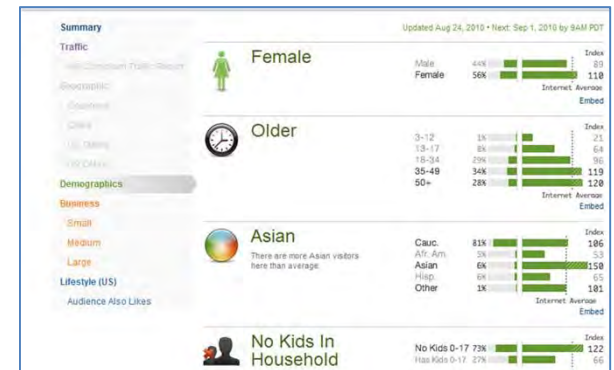 Summary
Updated Aug 24, 2010 • Next: Sep 1, 2010 by 9AM PDT
Traffic
Geographic
Countries
Cities
Demographics
Business
Small
Medium
Large
Lifestyle (US)
Audience Also Likes
Female
Index
Male 44% 89
Female 56% 110
Internet Average
Embed
Older
Index
3-12 1% 21
13-17 8% 64
18-34 29% 96
35-49 34% 119
50+ 28% 120
Internet Average
Embed
Asian
There are more Asian visitors
here than average.
Index
Cauc. 81% 106
Afr. Am. 5% 53
Asian 6% 150
Hisp. 6% 65
Other 1% 101
Internet Average
Embed
No Kids In
Household
Index
No Kids 0-17 73% 122
Has Kids 0-17 27% 66